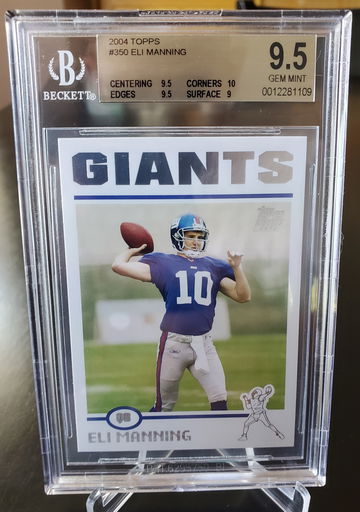 2004 TOPPS
#350 ELI MANNING
CENTERING 9.5 CORNERS 10
EDGES 9.5 SURFACE 9
9.5
GEM MINT
0012281109
B
BECKETT
GIANTS
Topps
10
QB
ELI MANNING